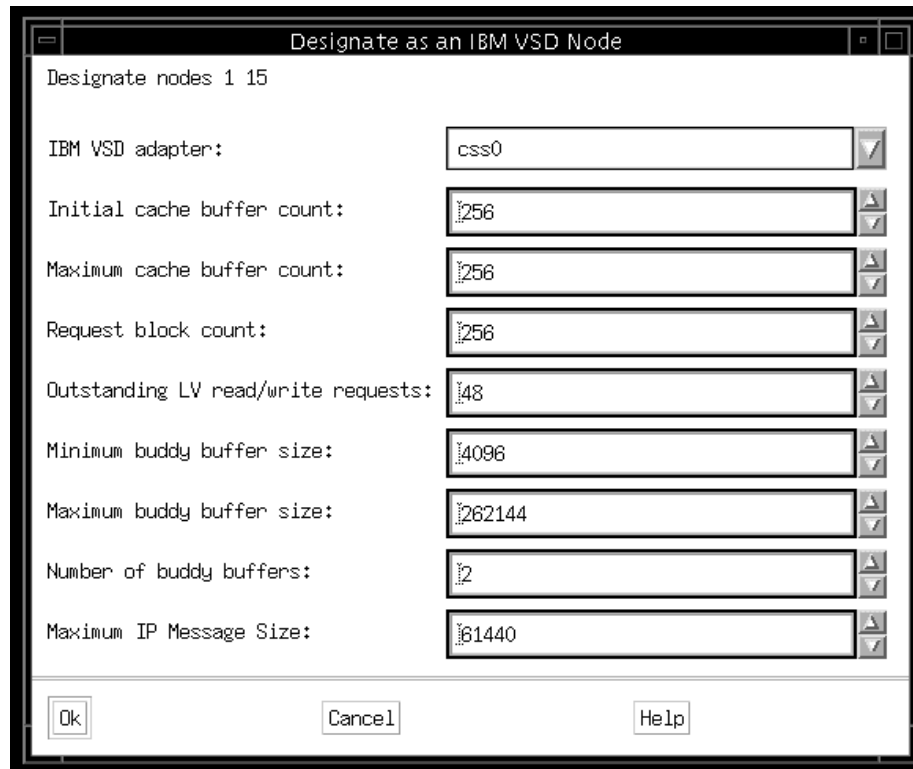 Designate as an IBM VSD Node
Designate nodes 1 15
IBM VSD adapter: css0
Initial cache buffer count: 256
Maximum cache buffer count: 256
Request block count: 256
Outstanding LV read/write requests: 48
Minimum buddy buffer size: 4096
Maximum buddy buffer size: 262144
Number of buddy buffers: 2
Maximum IP Message Size: 61440
Ok Cancel Help